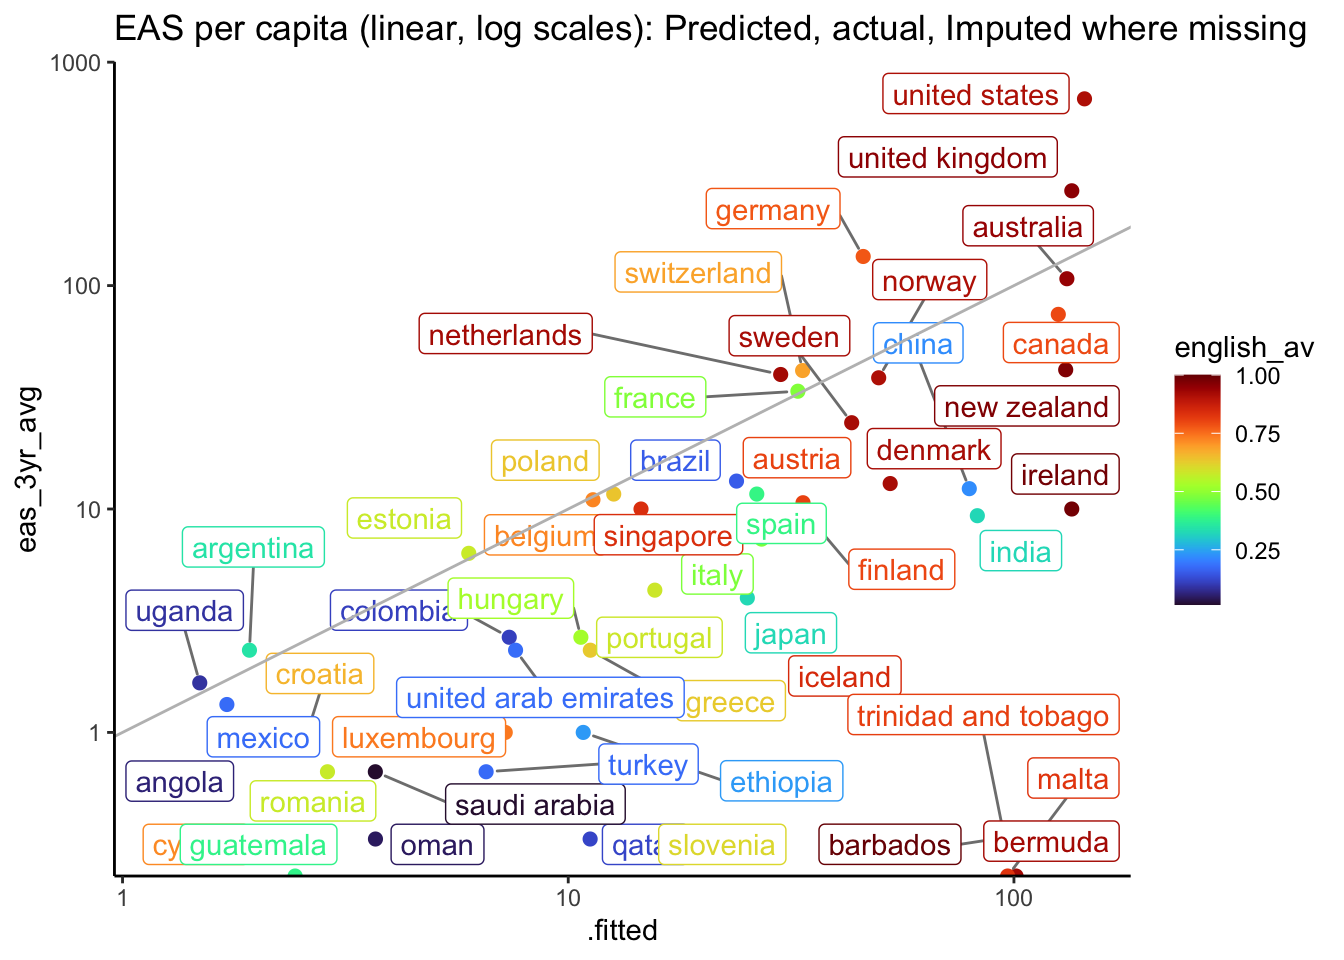 EAS per capita (linear, log scales): Predicted, actual, Imputed where missing
1000
united states
united kingdom
germany
australia
switzerland
norway
100
netherlands
sweden
china
canada
english_av
1.00
france
new zealand
0.75
eas_3yr_avg
poland
brazil
austria
denmark
ireland
0.50
10
estonia
belgium
singapore
spain
argentina
india
0.25
italy
finland
uganda
colombia
hungary
portugal
japan
croatia
iceland
united arab emirates
greece
trinidad and tobago
1
mexico
luxembourg
angola
turkey
ethiopia
malta
romania
saudi arabia
cy
guatemala
oman
qata
slovenia
barbados
bermuda
1
10
100
.fitted